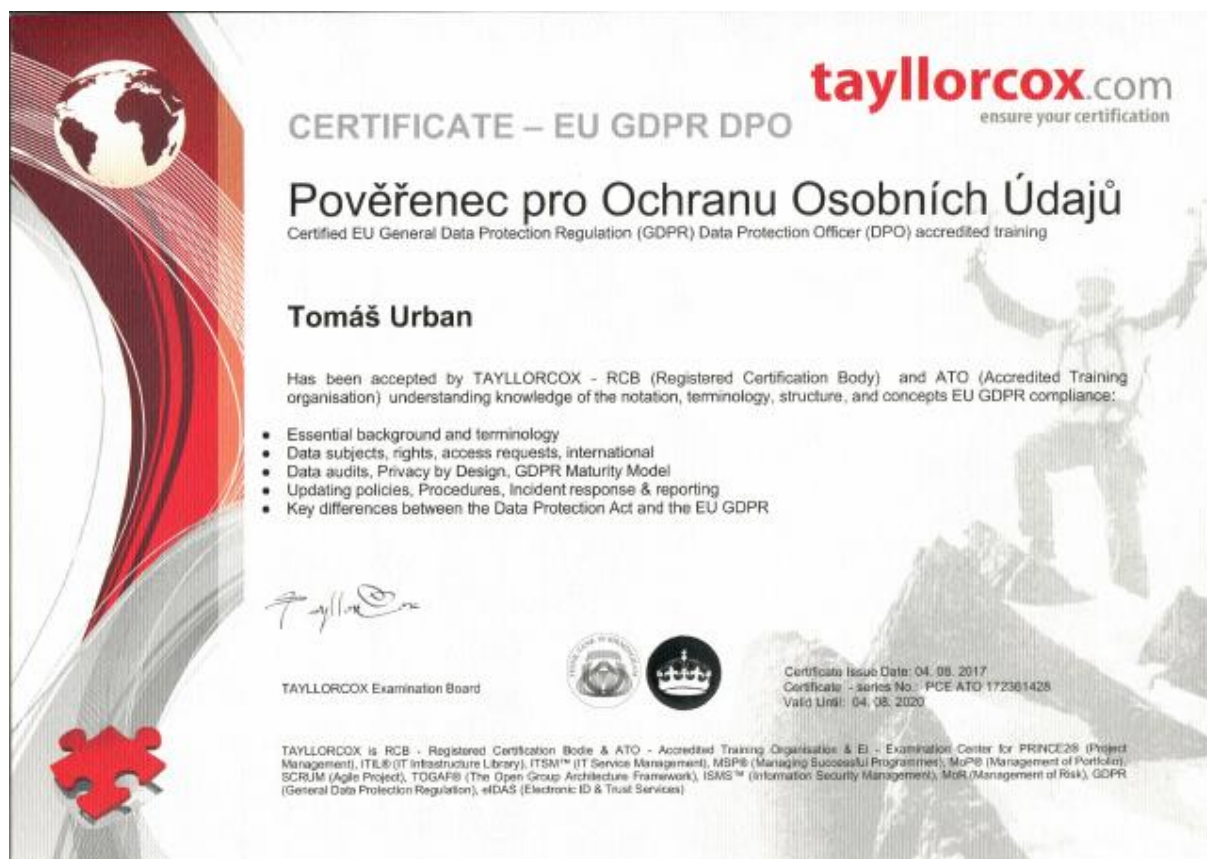 tayllorcox.com
ensure your certification
CERTIFICATE – EU GDPR DPO
Pověřenec pro Ochranu Osobních Údajů
Certified EU General Data Protection Regulation (GDPR) Data Protection Officer (DPO) accredited training
Tomáš Urban
Has been accepted by TAYLLORCOX - RCB (Registered Certification Body) and ATO (Accredited Training
organisation) understanding knowledge of the notation, terminology, structure, and concepts EU GDPR compliance:
• Essential background and terminology
• Data subjects, rights, access requests, international
• Data audits, Privacy by Design, GDPR Maturity Model
• Updating policies, Procedures, Incident response & reporting
• Key differences between the Data Protection Act and the EU GDPR
TayllorCox
TAYLLORCOX Examination Board
Certificate Issue Date: 04. 08. 2017
Certificate - series No.: PCE ATO 172361428
Valid Until: 04. 08. 2020
TAYLLORCOX is RCB - Registered Certification Bodie & ATO - Accredited Training Organisation & EI - Examination Center for PRINCE2® (Project
Management), ITIL® (IT Infrastructure Library), ITSM™ (IT Service Management), MSP® (Managing Successful Programmes), MoP® (Management of Portfolio),
SCRUM (Agile Project), TOGAF® (The Open Group Architecture Framework), ISMS™ (Information Security Management), MoR (Management of Risk), GDPR
(General Data Protection Regulation), eIDAS (Electronic ID & Trust Services)